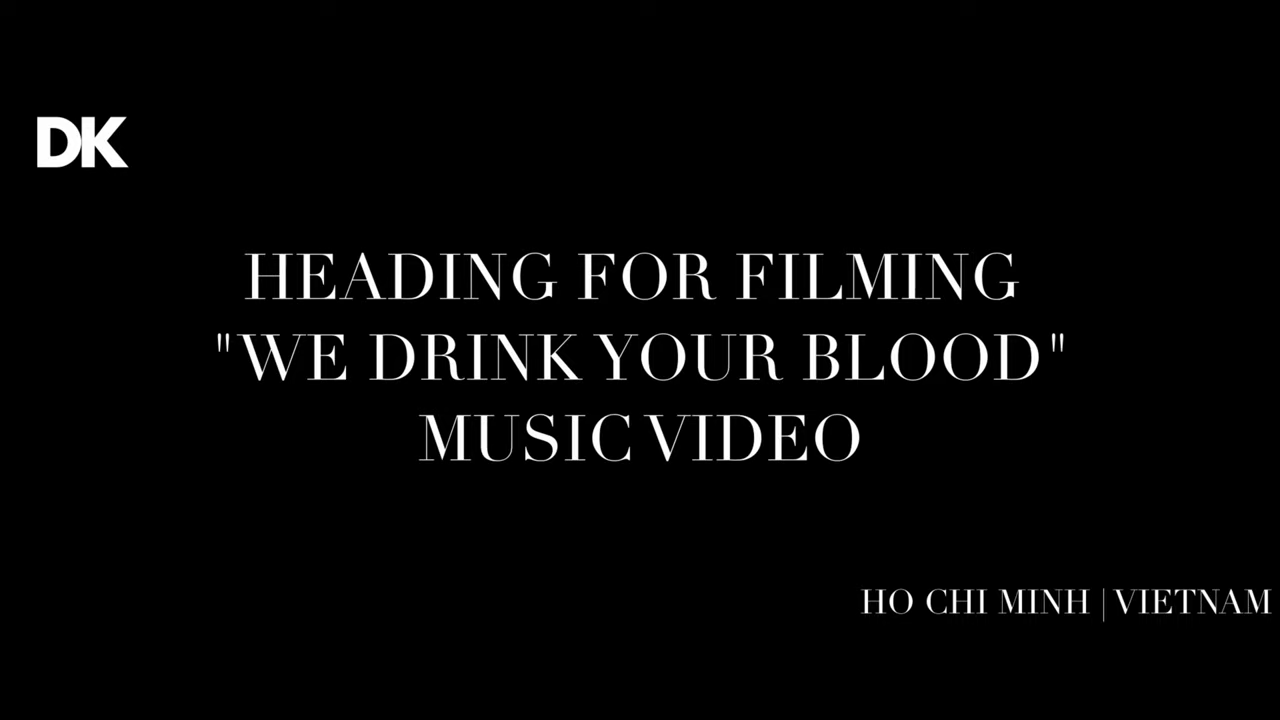 DK
HEADING FOR FILMING
"WE DRINK YOUR BLOOD"
MUSIC VIDEO
HO CHI MINH | VIETNAM